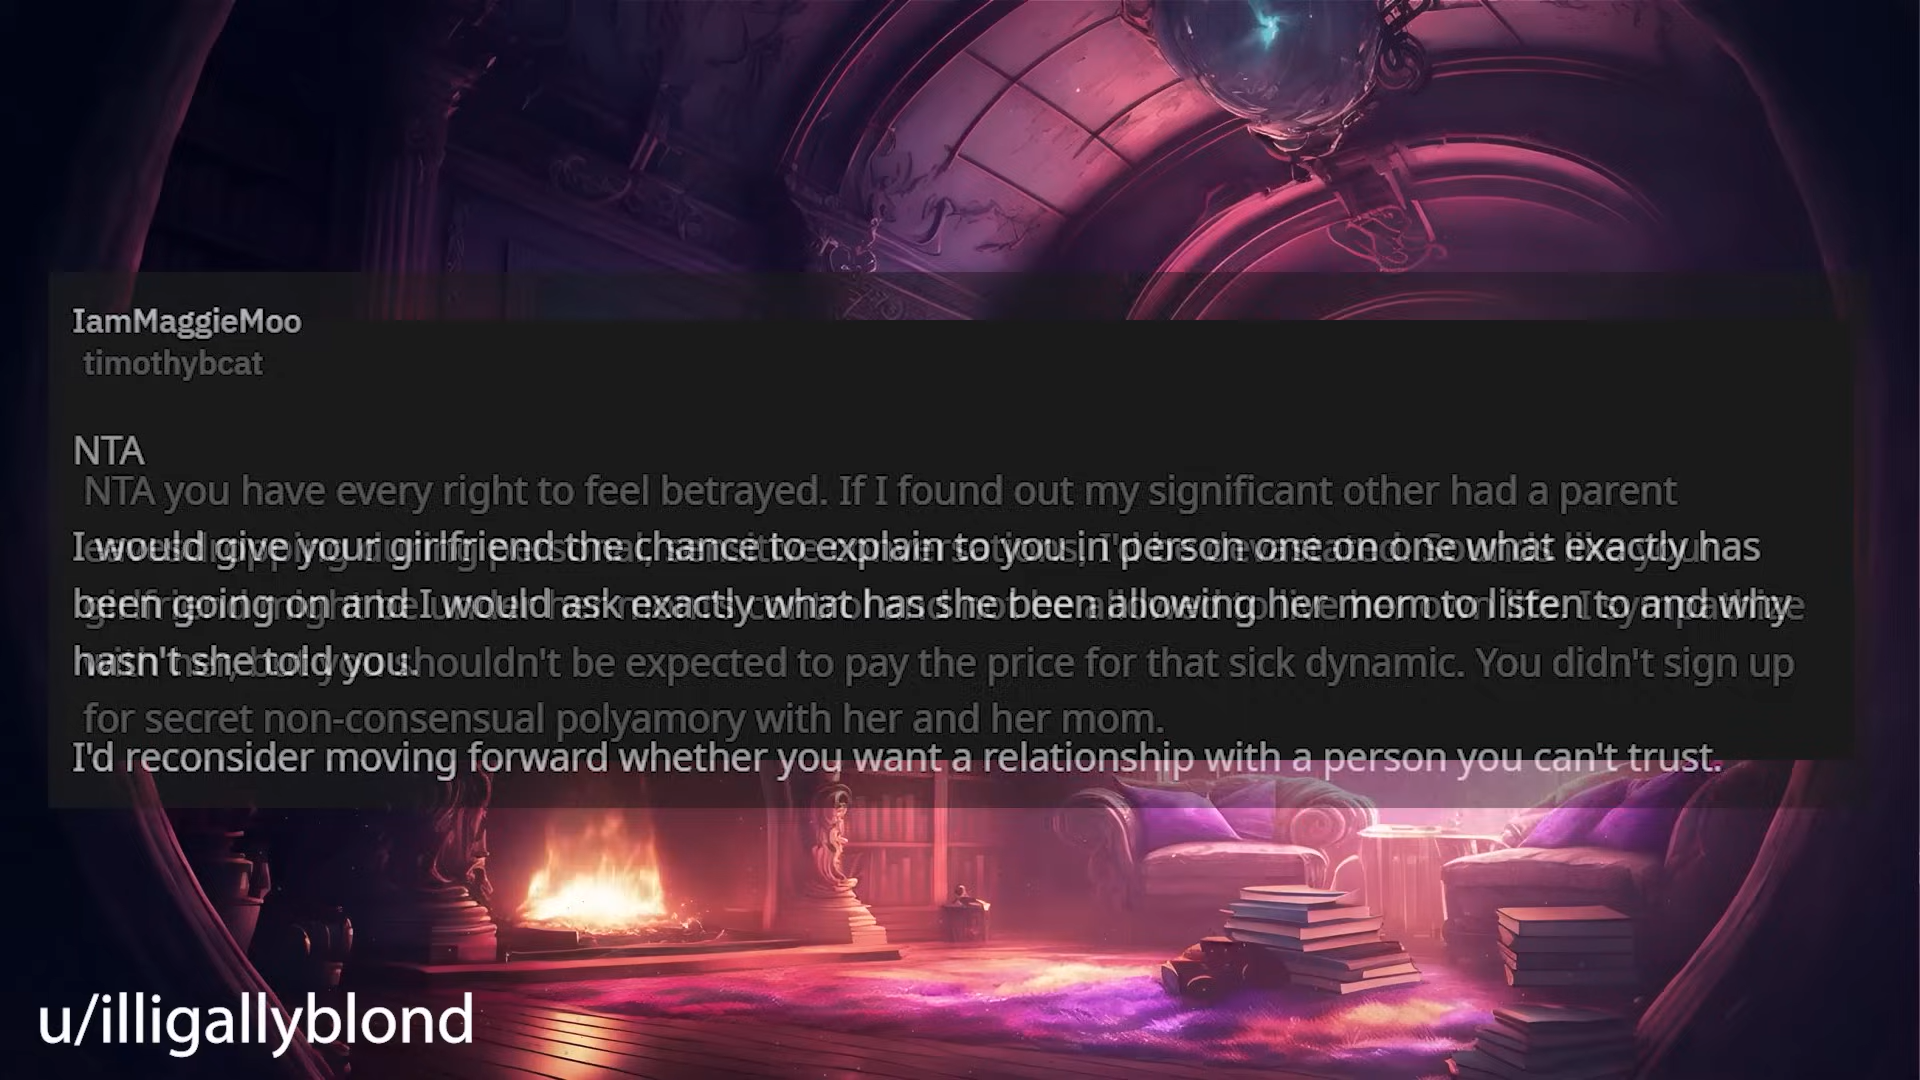 IamMaggieMoo
timothybcat
NTA
NTA you have every right to feel betrayed. If I found out my significant other had a parent
I would give your girlfriend the chance to explain to you in person one on one what exactly has
been going on and I would ask exactly what has she been allowing her mom to listen to and why
hasn't she told you.
shouldn't be expected to pay the price for that sick dynamic. You didn't sign up
for secret non-consensual polyamory with her and her mom.
I'd reconsider moving forward whether you want a relationship with a person you can't trust.
u/illigallyblond